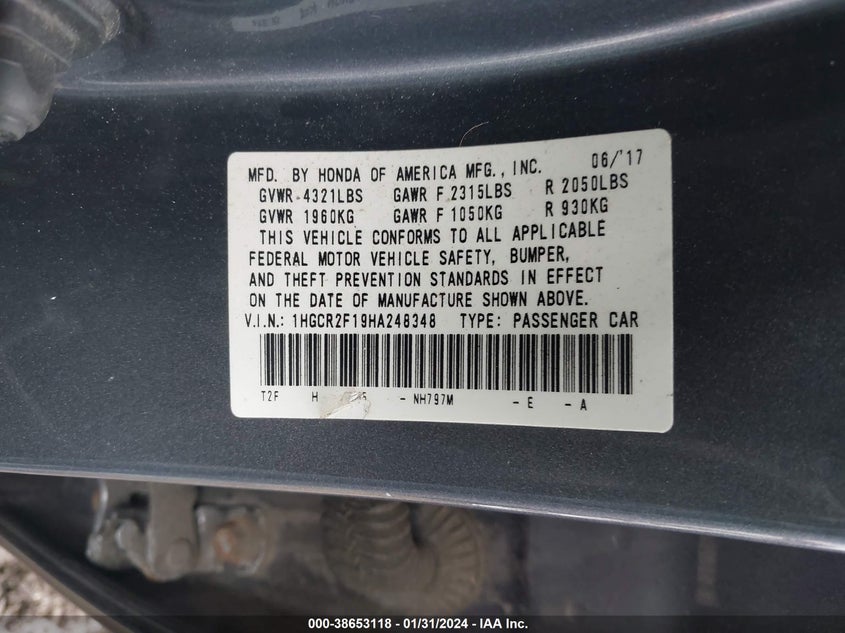 MFD. BY HONDA OF AMERICA MFG., INC. 06/'17
GVWR 4321LBS GAWR F 2315LBS R 2050LBS
GVWR 1960KG GAWR F 1050KG R 930KG
THIS VEHICLE CONFORMS TO ALL APPLICABLE
FEDERAL MOTOR VEHICLE SAFETY, BUMPER,
AND THEFT PREVENTION STANDARDS IN EFFECT
ON THE DATE OF MANUFACTURE SHOWN ABOVE.
V.I.N.: 1HGCR2F19HA248348 TYPE: PASSENGER CAR
T2F H - NH797M - E - A
000-38653118 - 01/31/2024 - IAA Inc.